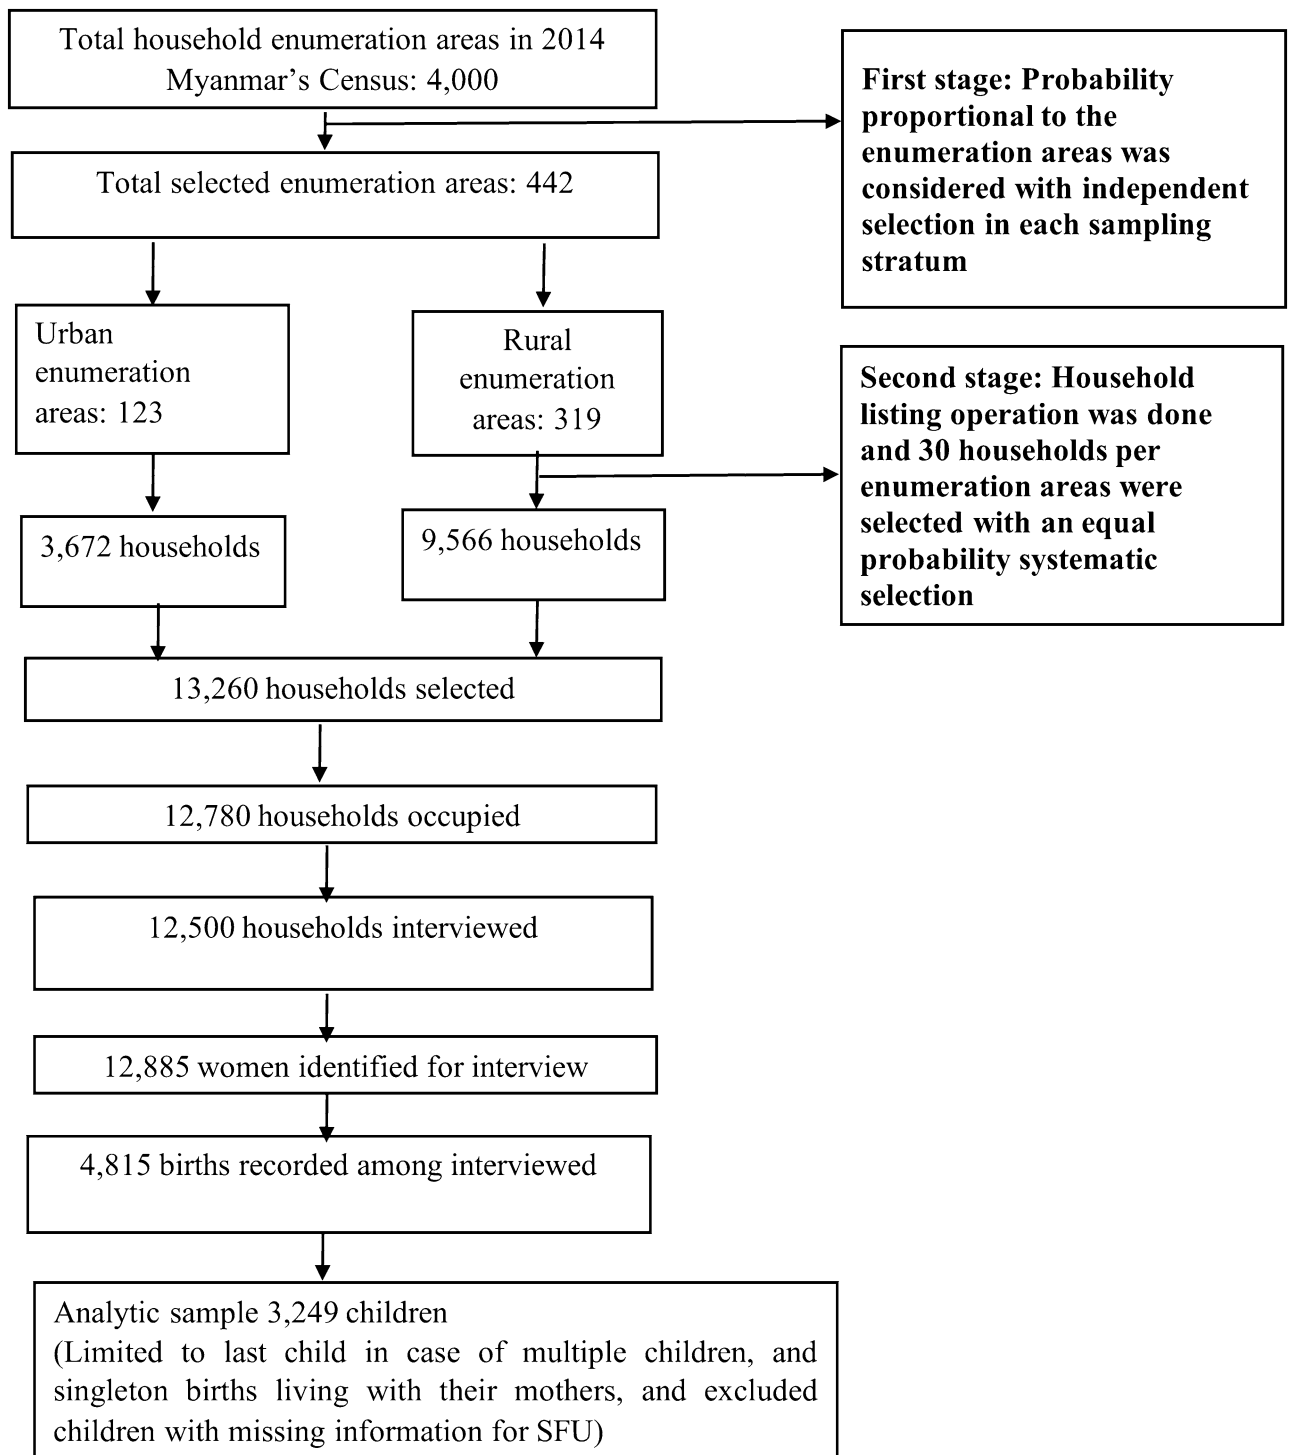 Total household enumeration areas in 2014
Myanmar's Census: 4,000
First stage: Probability
proportional to the
enumeration areas was
considered with independent
selection in each sampling
stratum
Total selected enumeration areas: 442
Urban
enumeration
areas: 123
Rural
enumeration
areas: 319
Second stage: Household
listing operation was done
and 30 households per
enumeration areas were
selected with an equal
probability systematic
selection
3,672 households
9,566 households
13,260 households selected
12,780 households occupied
12,500 households interviewed
12,885 women identified for interview
4,815 births recorded among interviewed
Analytic sample 3,249 children
(Limited to last child in case of multiple children, and
singleton births living with their mothers, and excluded
children with missing information for SFU)